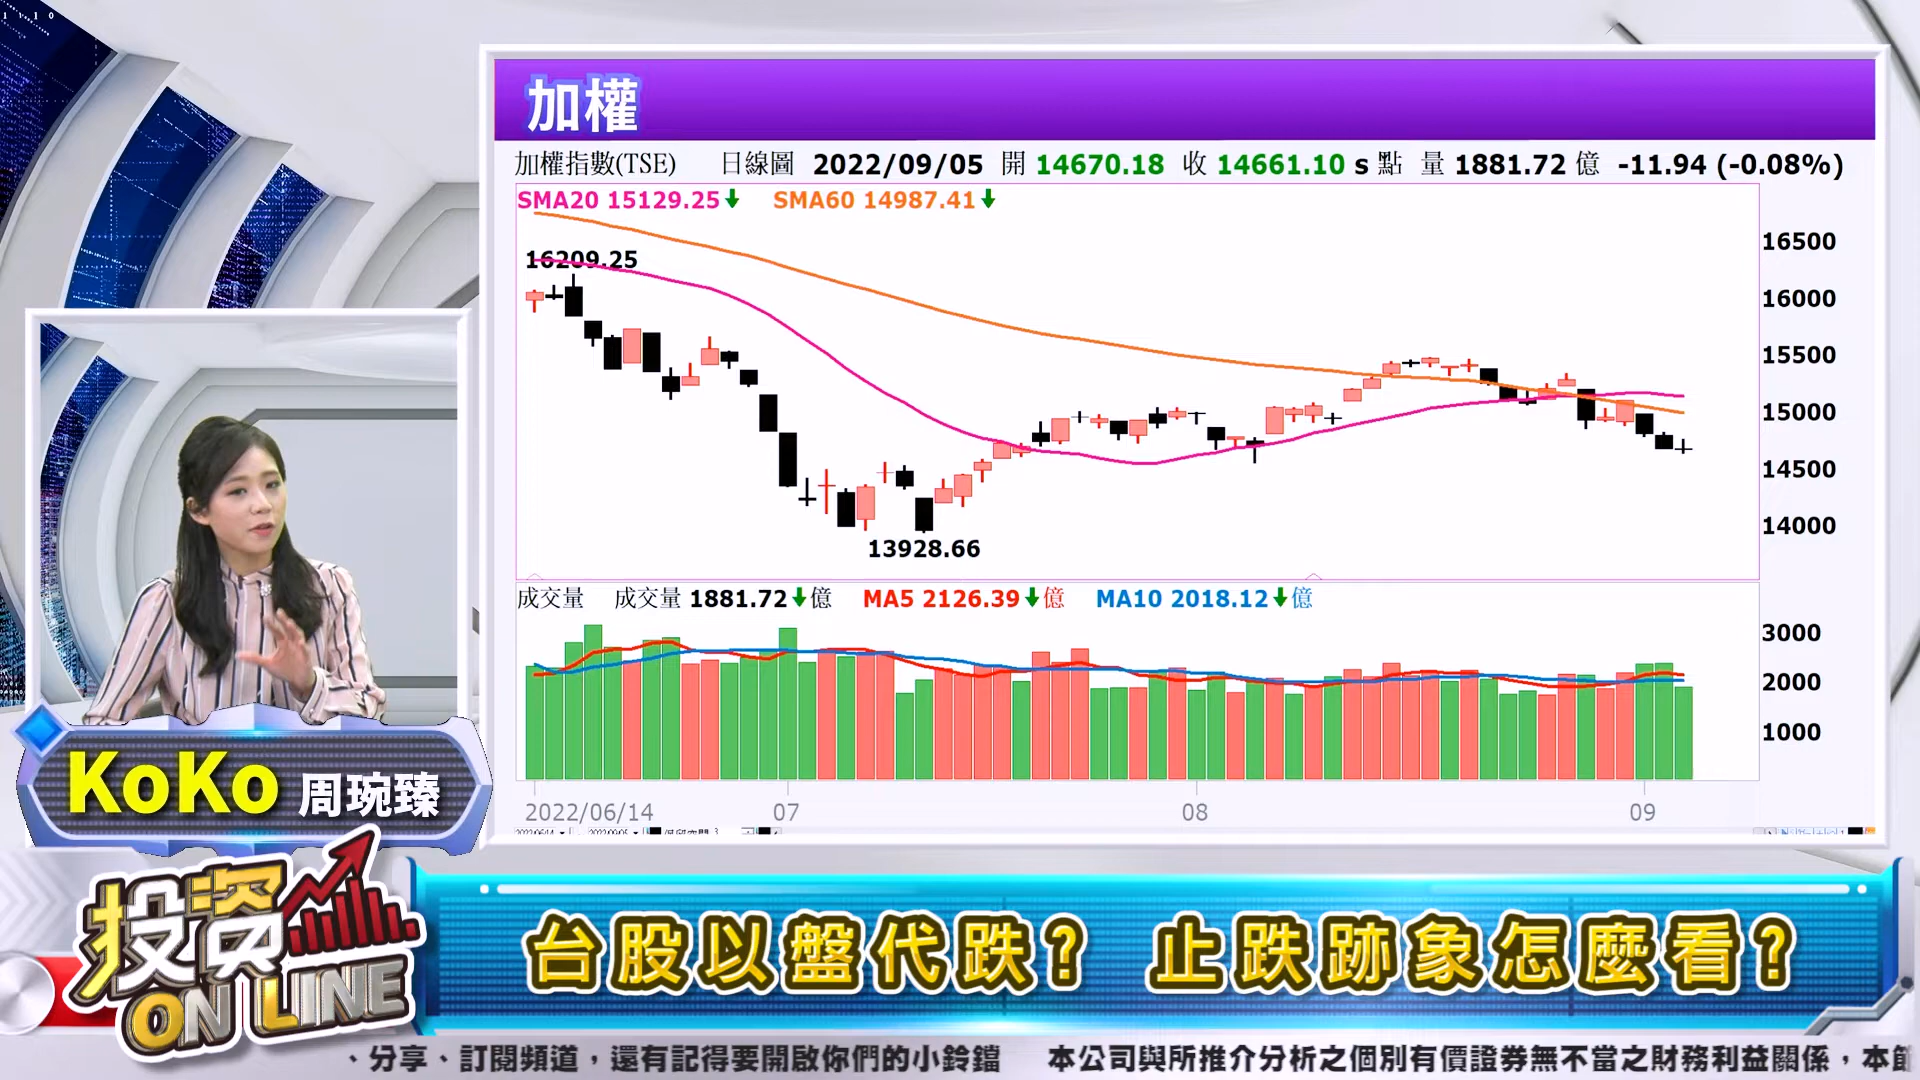 加權
加權指數(TSE) 日線圖 2022/09/05 開 14670.18 收 14661.10 s 點 量 1881.72 億 -11.94 (-0.08%)
SMA20 15129.25↓ SMA60 14987.41↓
16209.25
13928.66
16500
16000
15500
15000
14500
14000
成交量 成交量 1881.72↓億 MA5 2126.39↓億 MA10 2018.12↓億
3000
2000
1000
2022/06/14 07 08 09
KoKo 周琬臻
投資
ON LINE
台股以盤代跌? 止跌跡象怎麼看?
、分享、訂閱頻道，還有記得要開啟你們的小鈴鐺 本公司與所推介分析之個別有價證券無不當之財務利益關係，本節